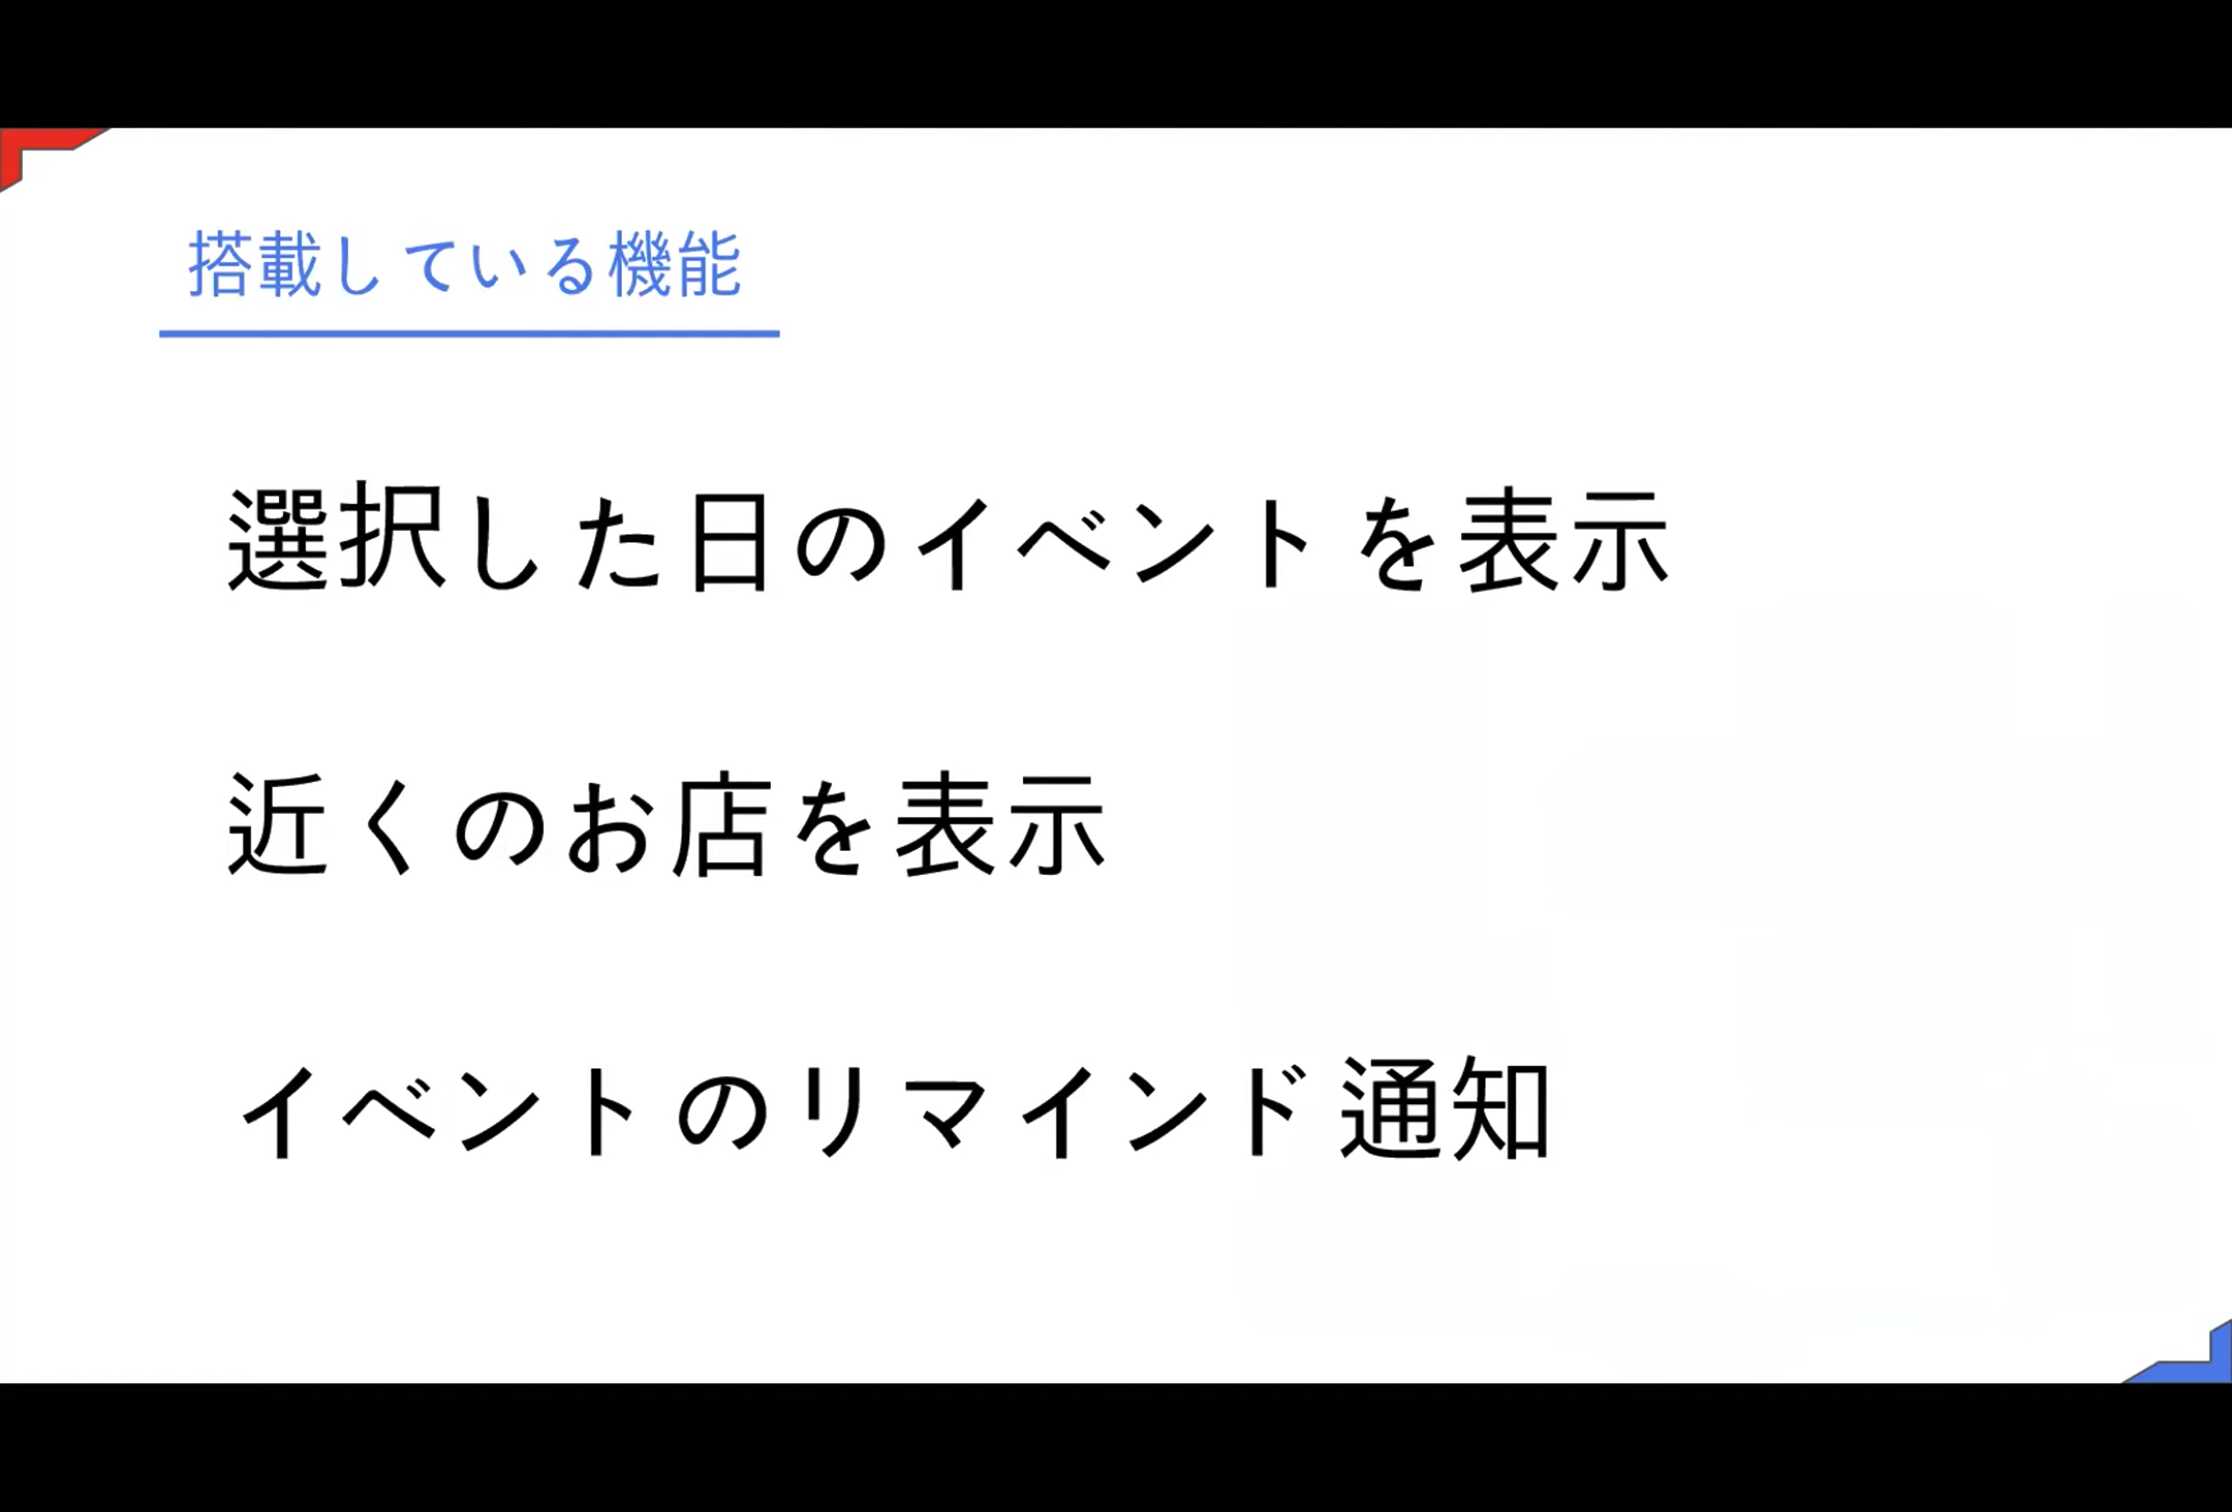 搭載している機能
選択した日のイベントを表示
近くのお店を表示
イベントのリマインド通知